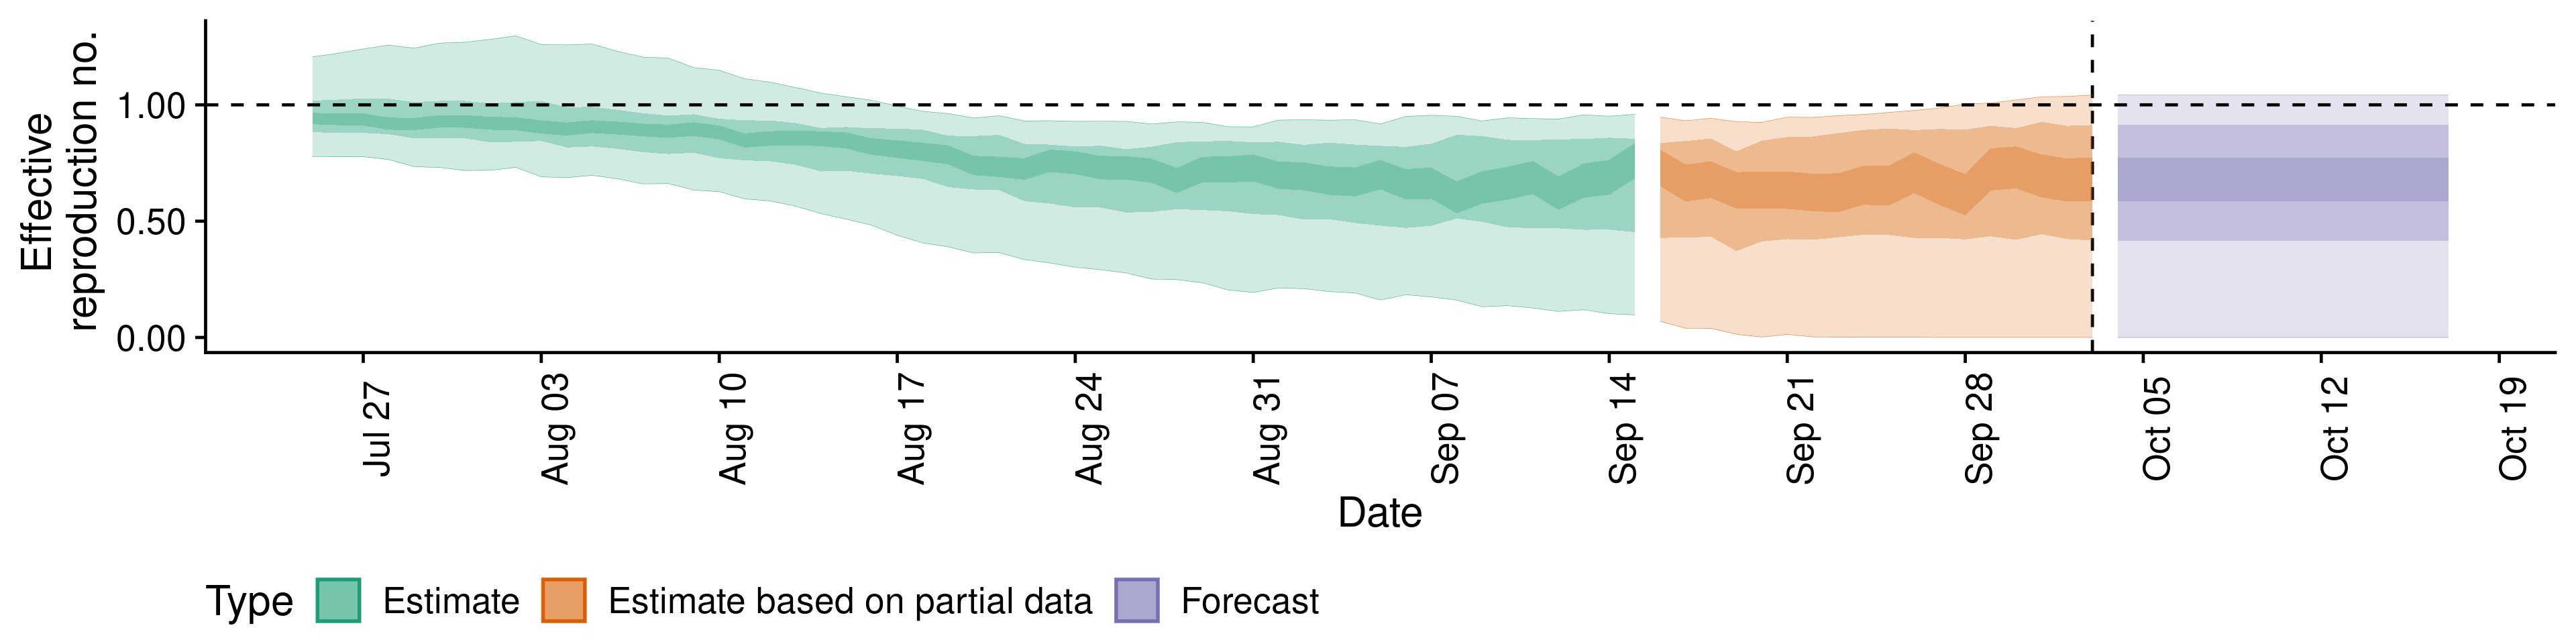 Effective
reproduction no.
1.00
0.50
0.00
Jul 27
Aug 03
Aug 10
Aug 17
Aug 24
Aug 31
Sep 07
Sep 14
Sep 21
Sep 28
Oct 05
Oct 12
Oct 19
Date
Type Estimate Estimate based on partial data Forecast